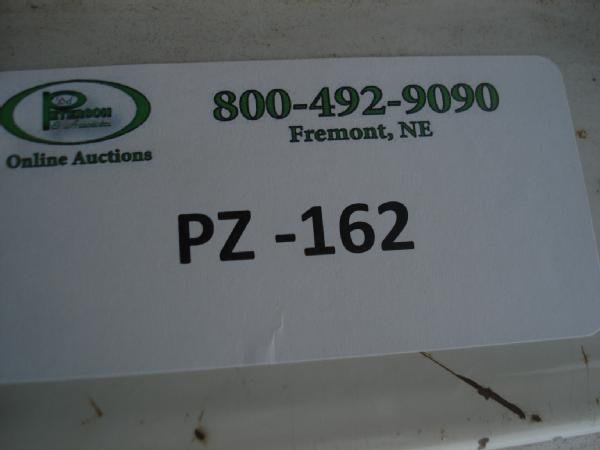 PETERSON
800-492-9090
Fremont, NE
Online Auctions
PZ -162